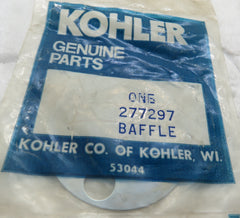 KOHLER
GENUINE
PARTS
ONE
277297
BAFFLE
KOHLER CO. OF KOHLER, WI.
53044